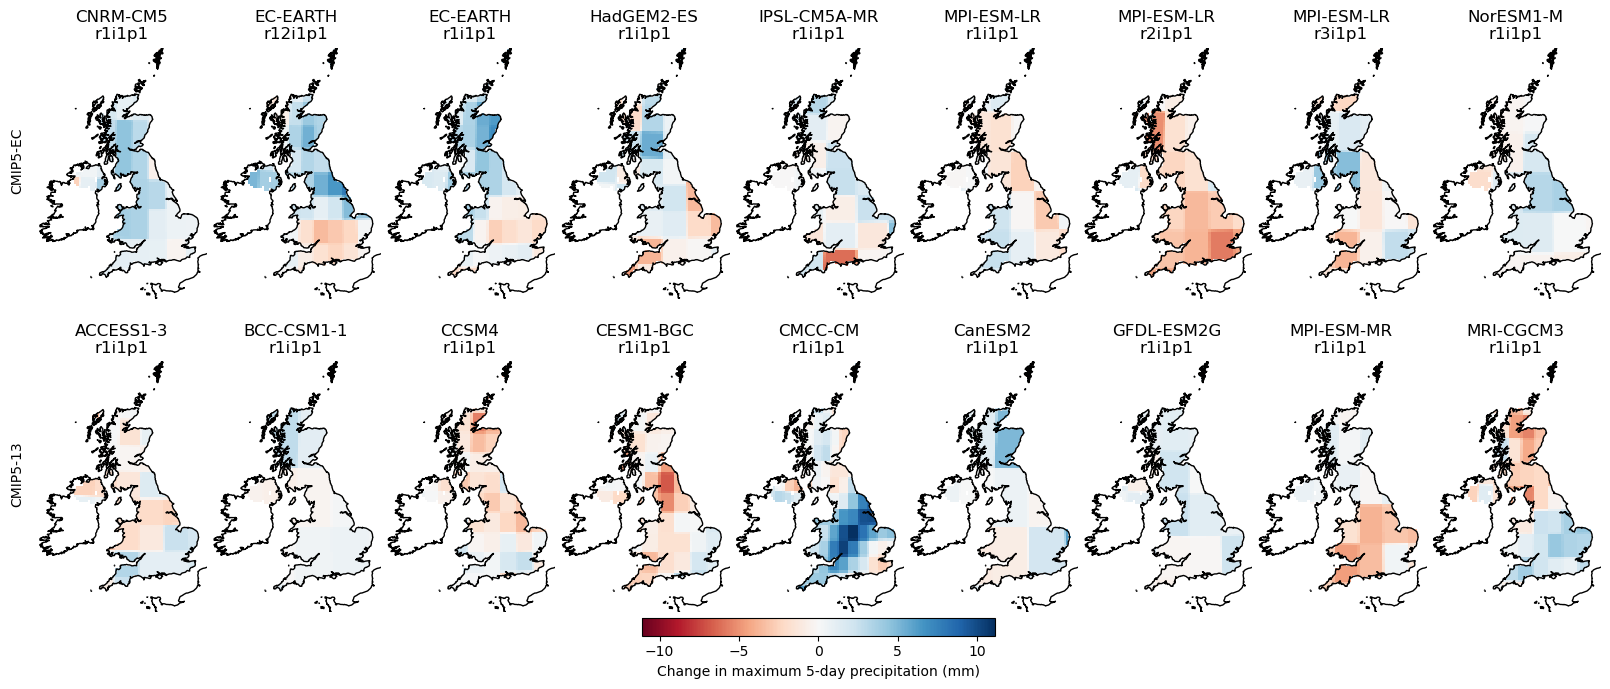 CNRM-CM5 EC-EARTH EC-EARTH HadGEM2-ES IPSL-CM5A-MR MPI-ESM-LR MPI-ESM-LR MPI-ESM-LR NorESM1-M
r1i1p1 r12i1p1 r1i1p1 r1i1p1 r1i1p1 r1i1p1 r2i1p1 r3i1p1 r1i1p1
CMIP5-EC
ACCESS1-3 BCC-CSM1-1 CCSM4 CESM1-BGC CMCC-CM CanESM2 GFDL-ESM2G MPI-ESM-MR MRI-CGCM3
r1i1p1 r1i1p1 r1i1p1 r1i1p1 r1i1p1 r1i1p1 r1i1p1 r1i1p1 r1i1p1
CMIP5-13
−10 −5 0 5 10
Change in maximum 5-day precipitation (mm)